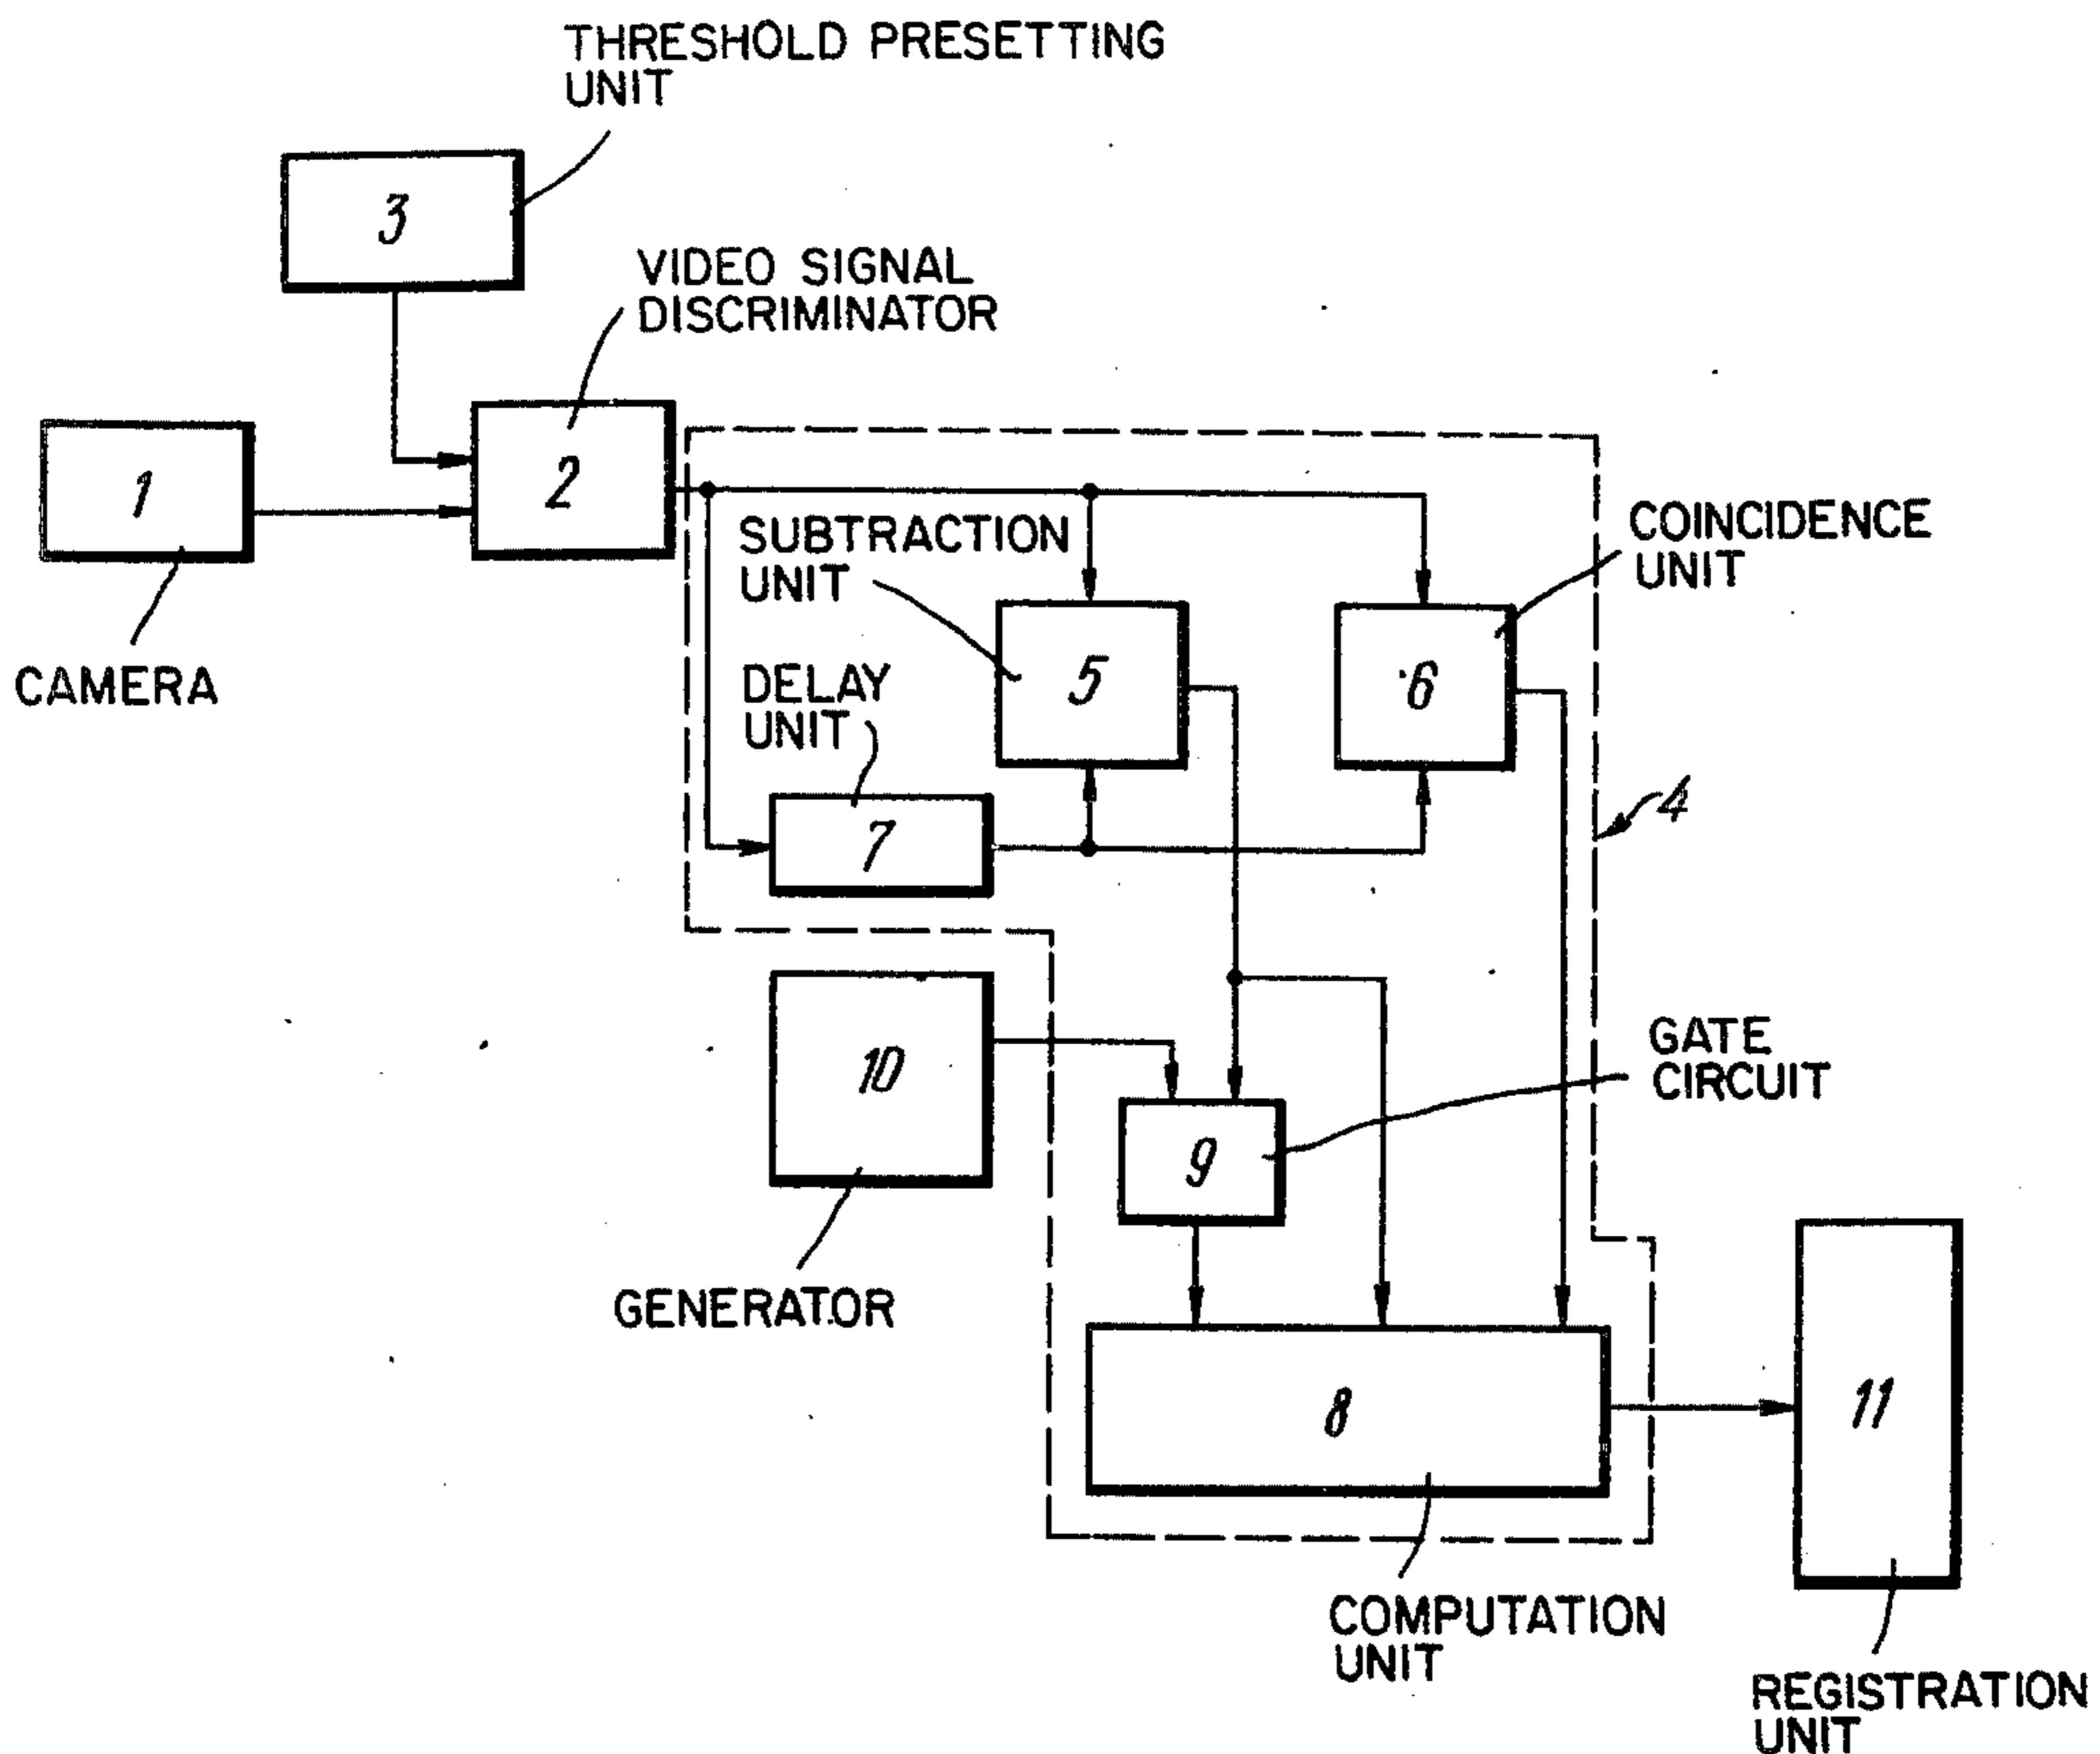 THRESHOLD PRESETTING
UNIT
3
VIDEO SIGNAL
DISCRIMINATOR
1
2
CAMERA
SUBTRACTION
UNIT
COINCIDENCE
UNIT
5
6
DELAY
UNIT
7
4
10
GENERATOR
GATE
CIRCUIT
9
8
11
COMPUTATION
UNIT
REGISTRATION
UNIT